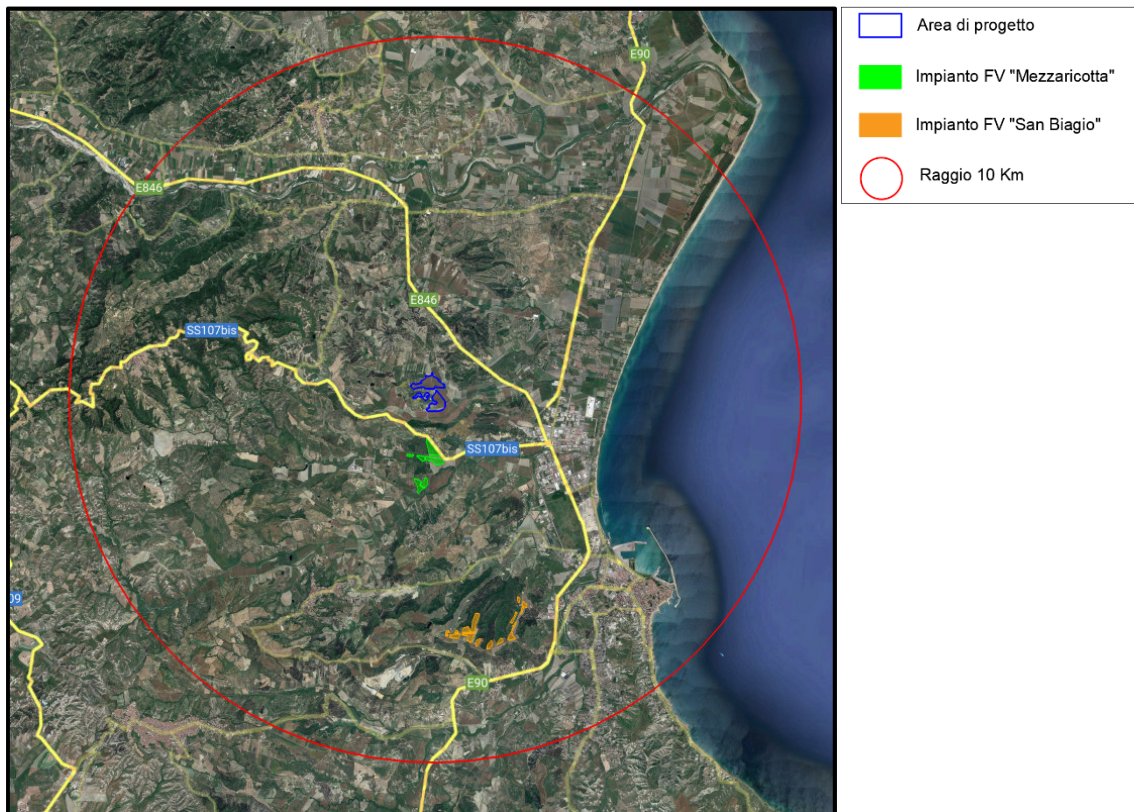 E90
E846
E846
SS107bis
SS107bis
09
E90
Area di progetto
Impianto FV "Mezzaricotta"
Impianto FV "San Biagio"
Raggio 10 Km